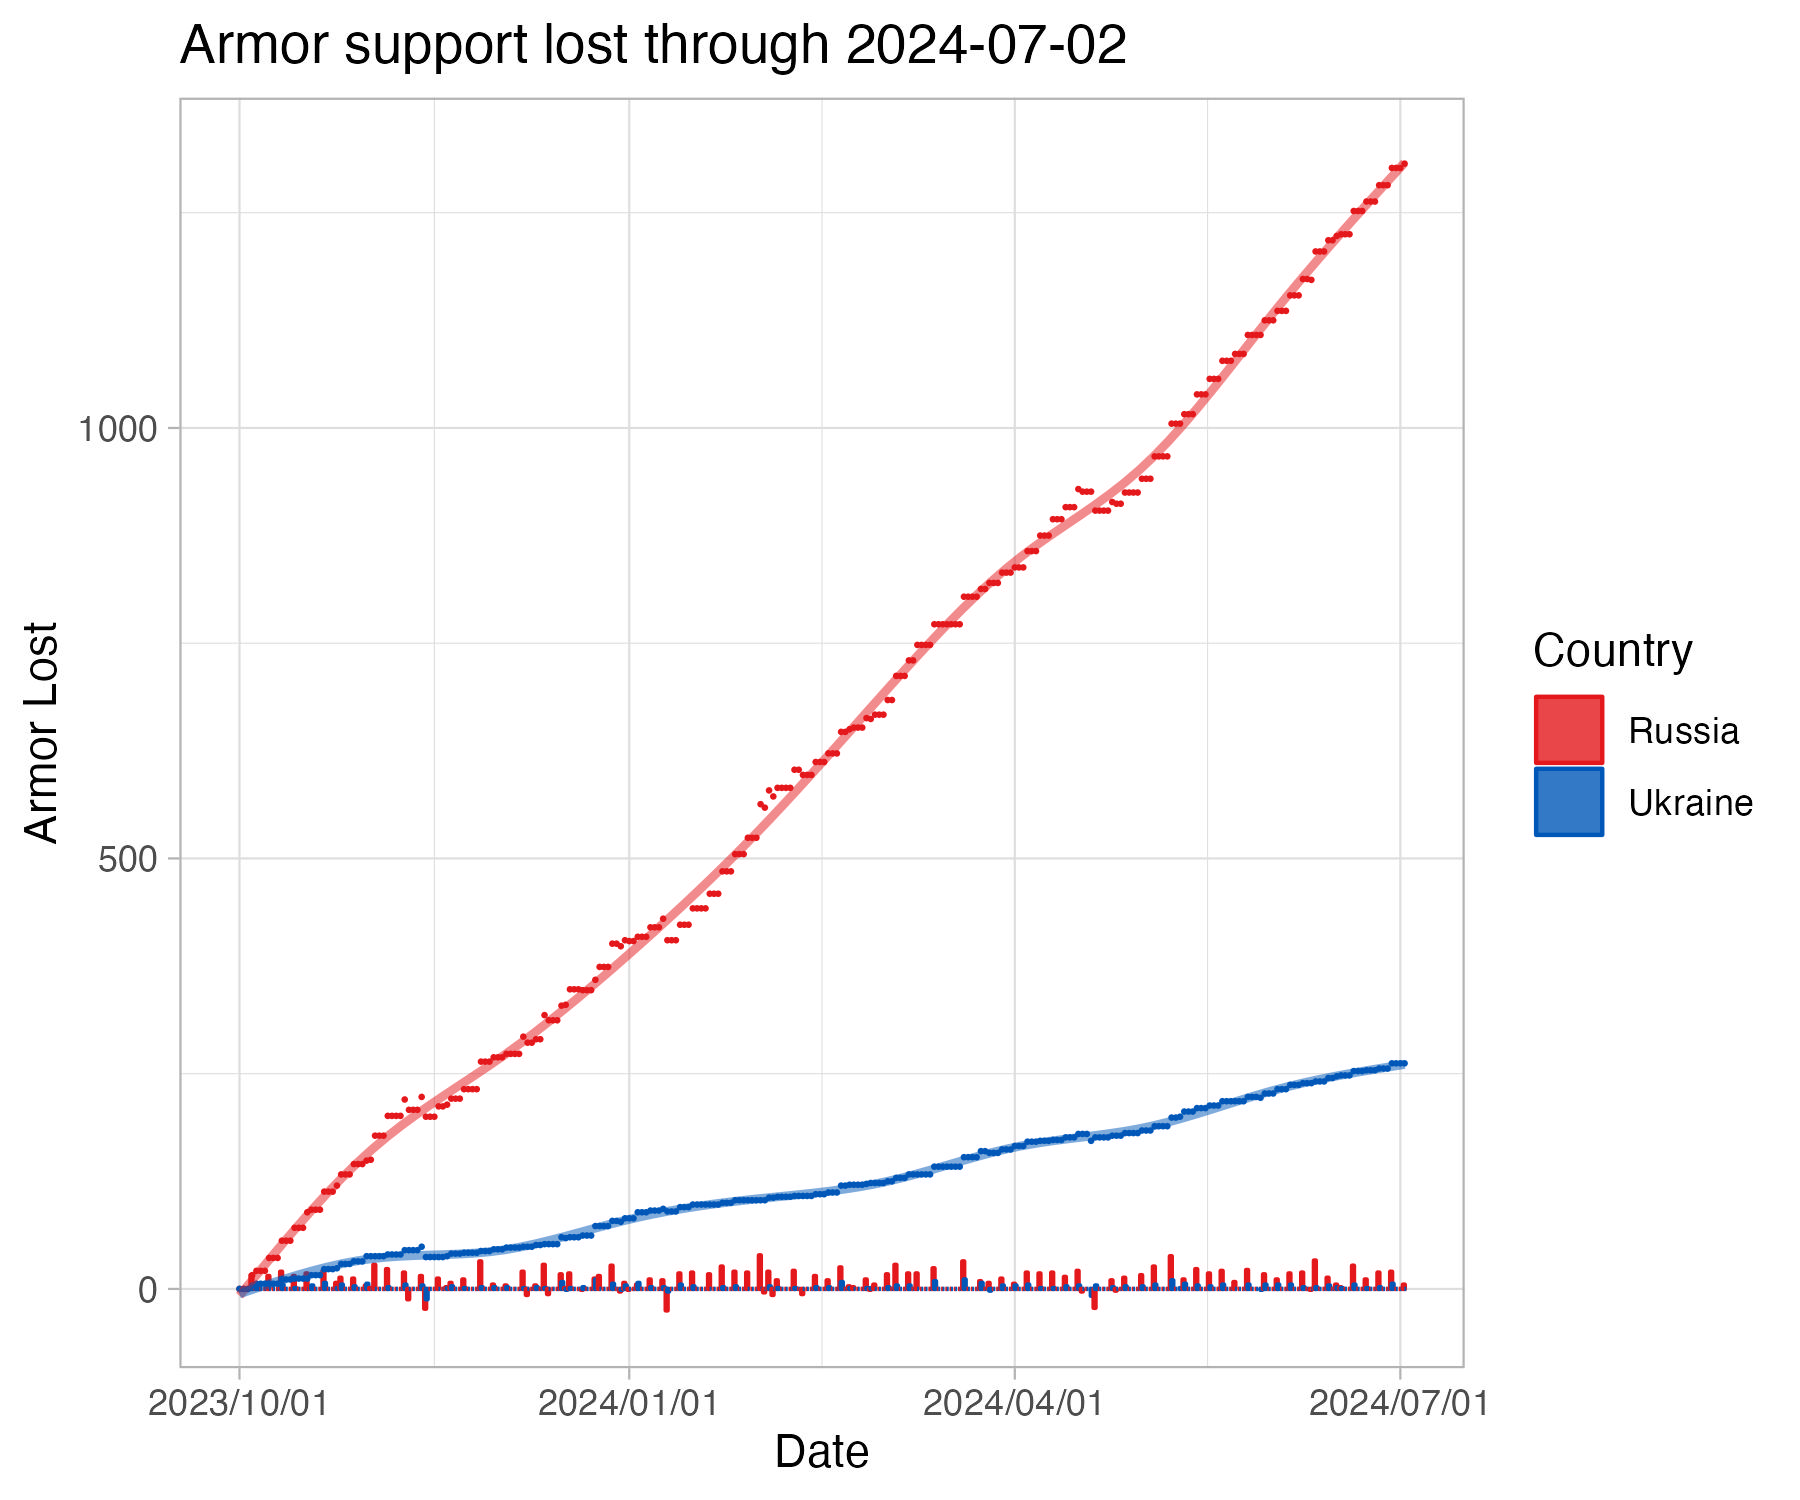 Armor support lost through 2024-07-02
Armor Lost
1000
500
0
2023/10/01
2024/01/01
2024/04/01
2024/07/01
Date
Country
Russia
Ukraine